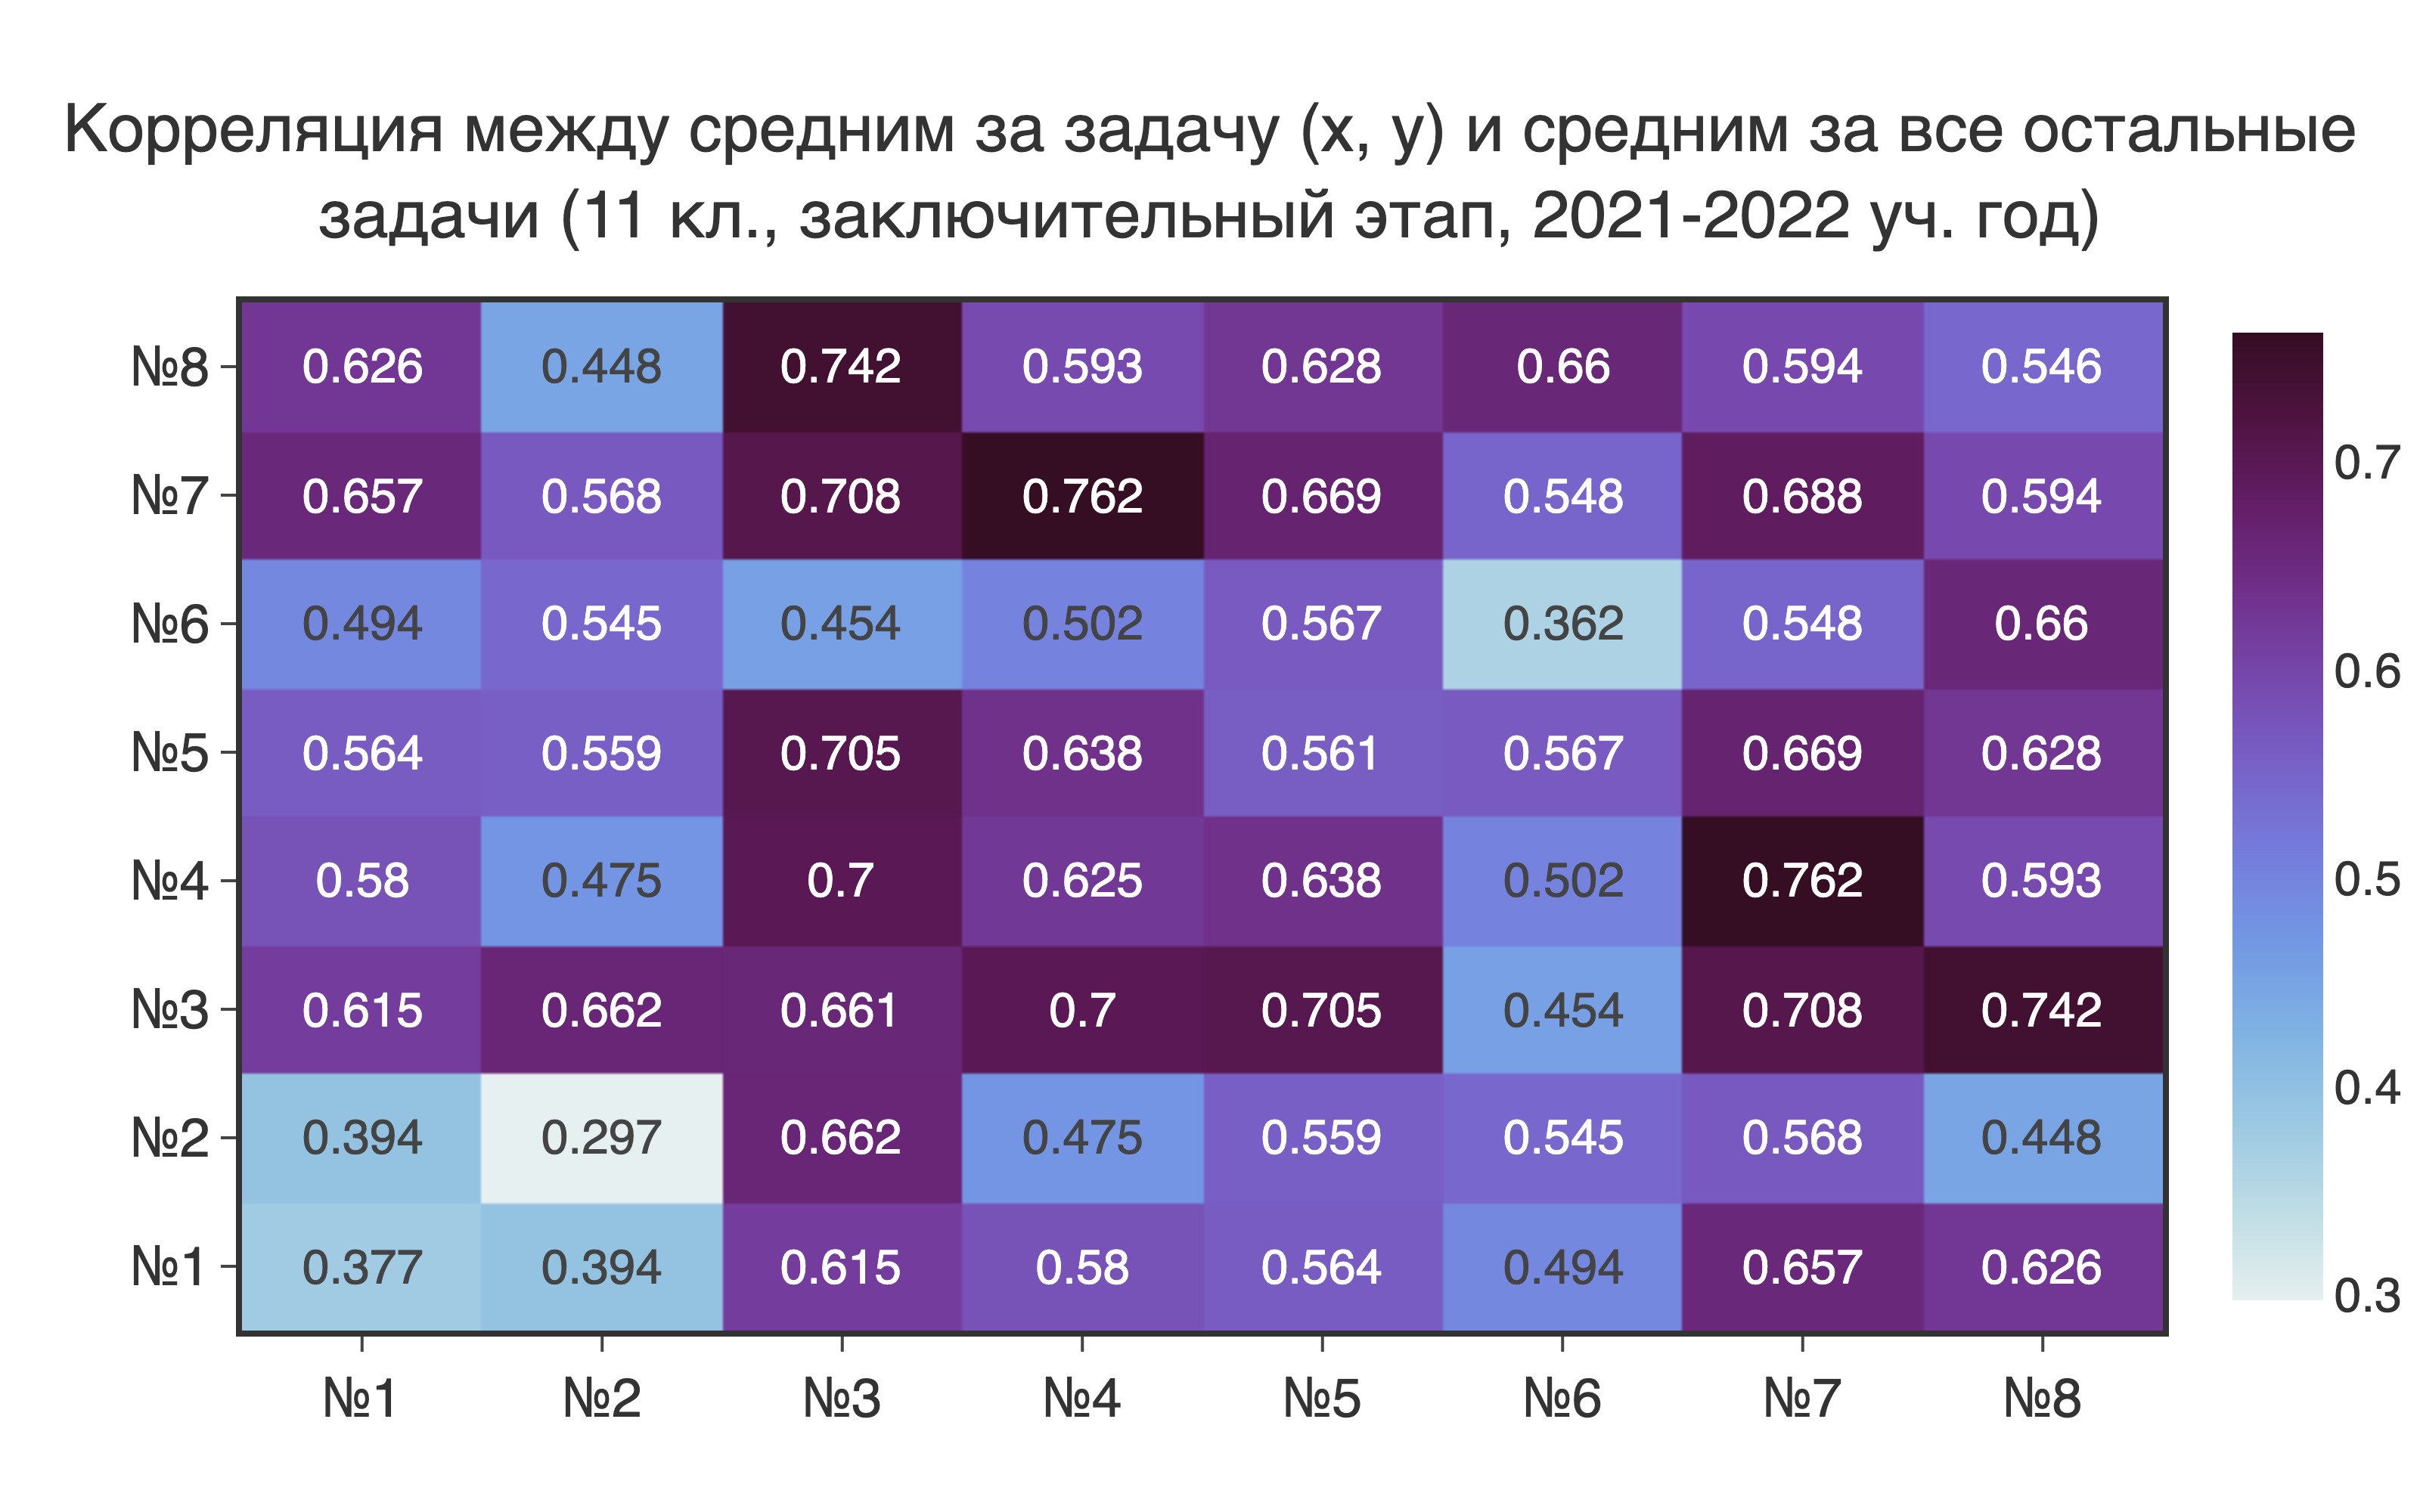 Корреляция между средним за задачу (x, y) и средним за все остальные
задачи (11 кл., заключительный этап, 2021-2022 уч. год)
№8 0.626 0.448 0.742 0.593 0.628 0.66 0.594 0.546
№7 0.657 0.568 0.708 0.762 0.669 0.548 0.688 0.594
№6 0.494 0.545 0.454 0.502 0.567 0.362 0.548 0.66
№5 0.564 0.559 0.705 0.638 0.561 0.567 0.669 0.628
№4 0.58 0.475 0.7 0.625 0.638 0.502 0.762 0.593
№3 0.615 0.662 0.661 0.7 0.705 0.454 0.708 0.742
№2 0.394 0.297 0.662 0.475 0.559 0.545 0.568 0.448
№1 0.377 0.394 0.615 0.58 0.564 0.494 0.657 0.626
№1 №2 №3 №4 №5 №6 №7 №8
0.7
0.6
0.5
0.4
0.3